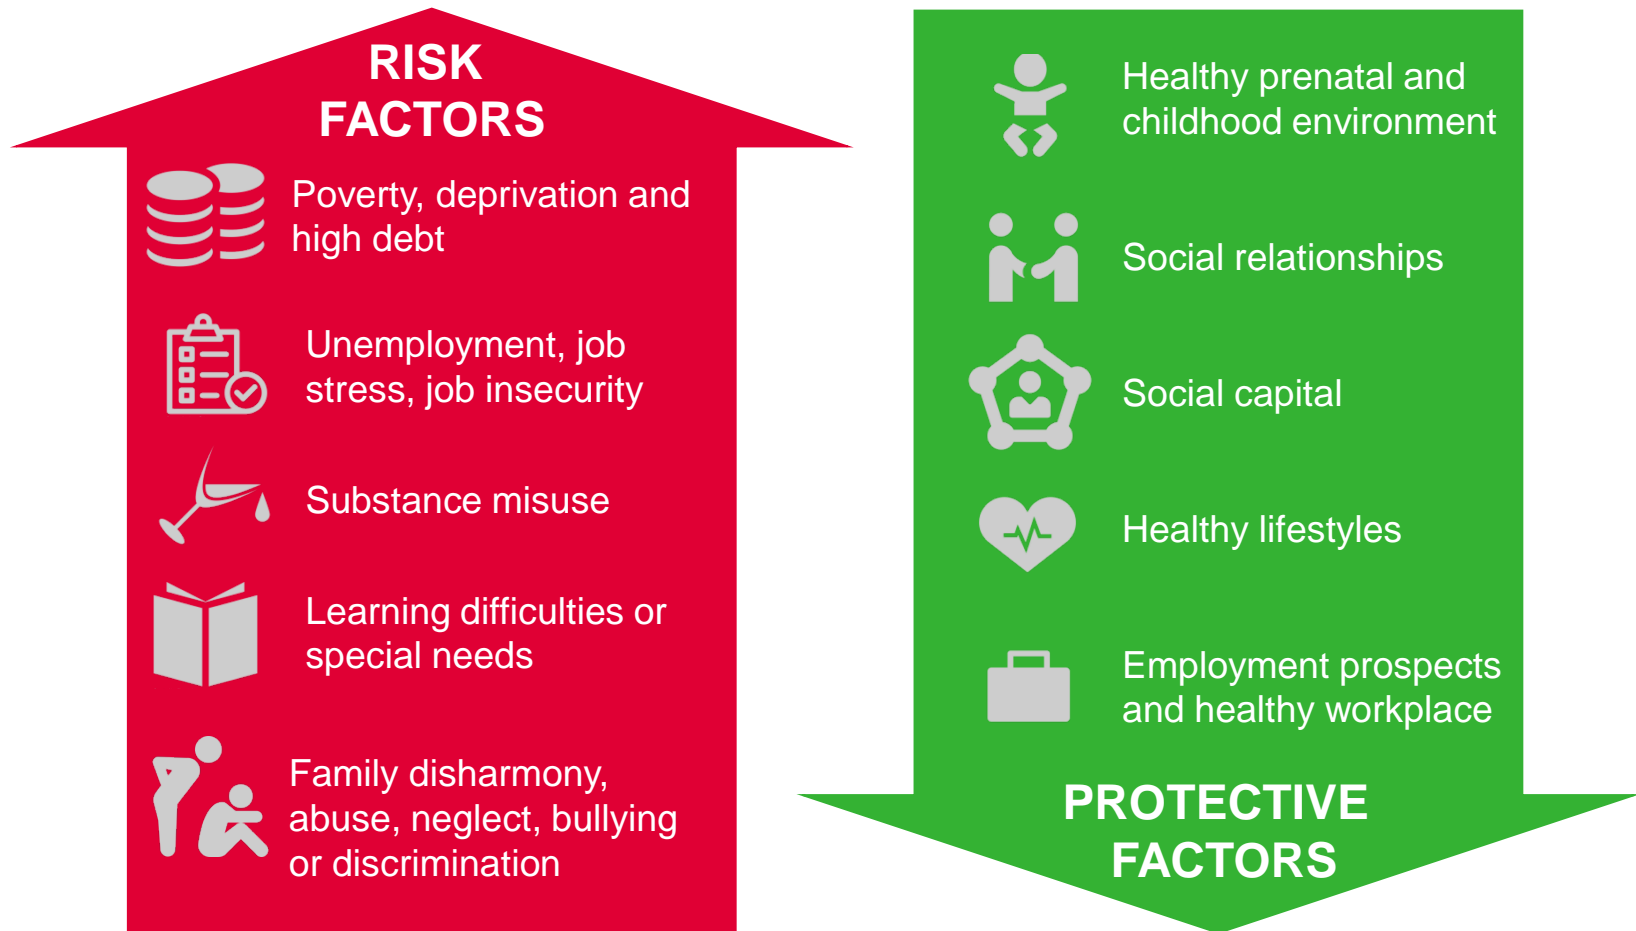 RISK
FACTORS
Poverty, deprivation and
high debt
Unemployment, job
stress, job insecurity
Substance misuse
Learning difficulties or
special needs
Family disharmony,
abuse, neglect, bullying
or discrimination
Healthy prenatal and
childhood environment
Social relationships
Social capital
Healthy lifestyles
Employment prospects
and healthy workplace
PROTECTIVE
FACTORS